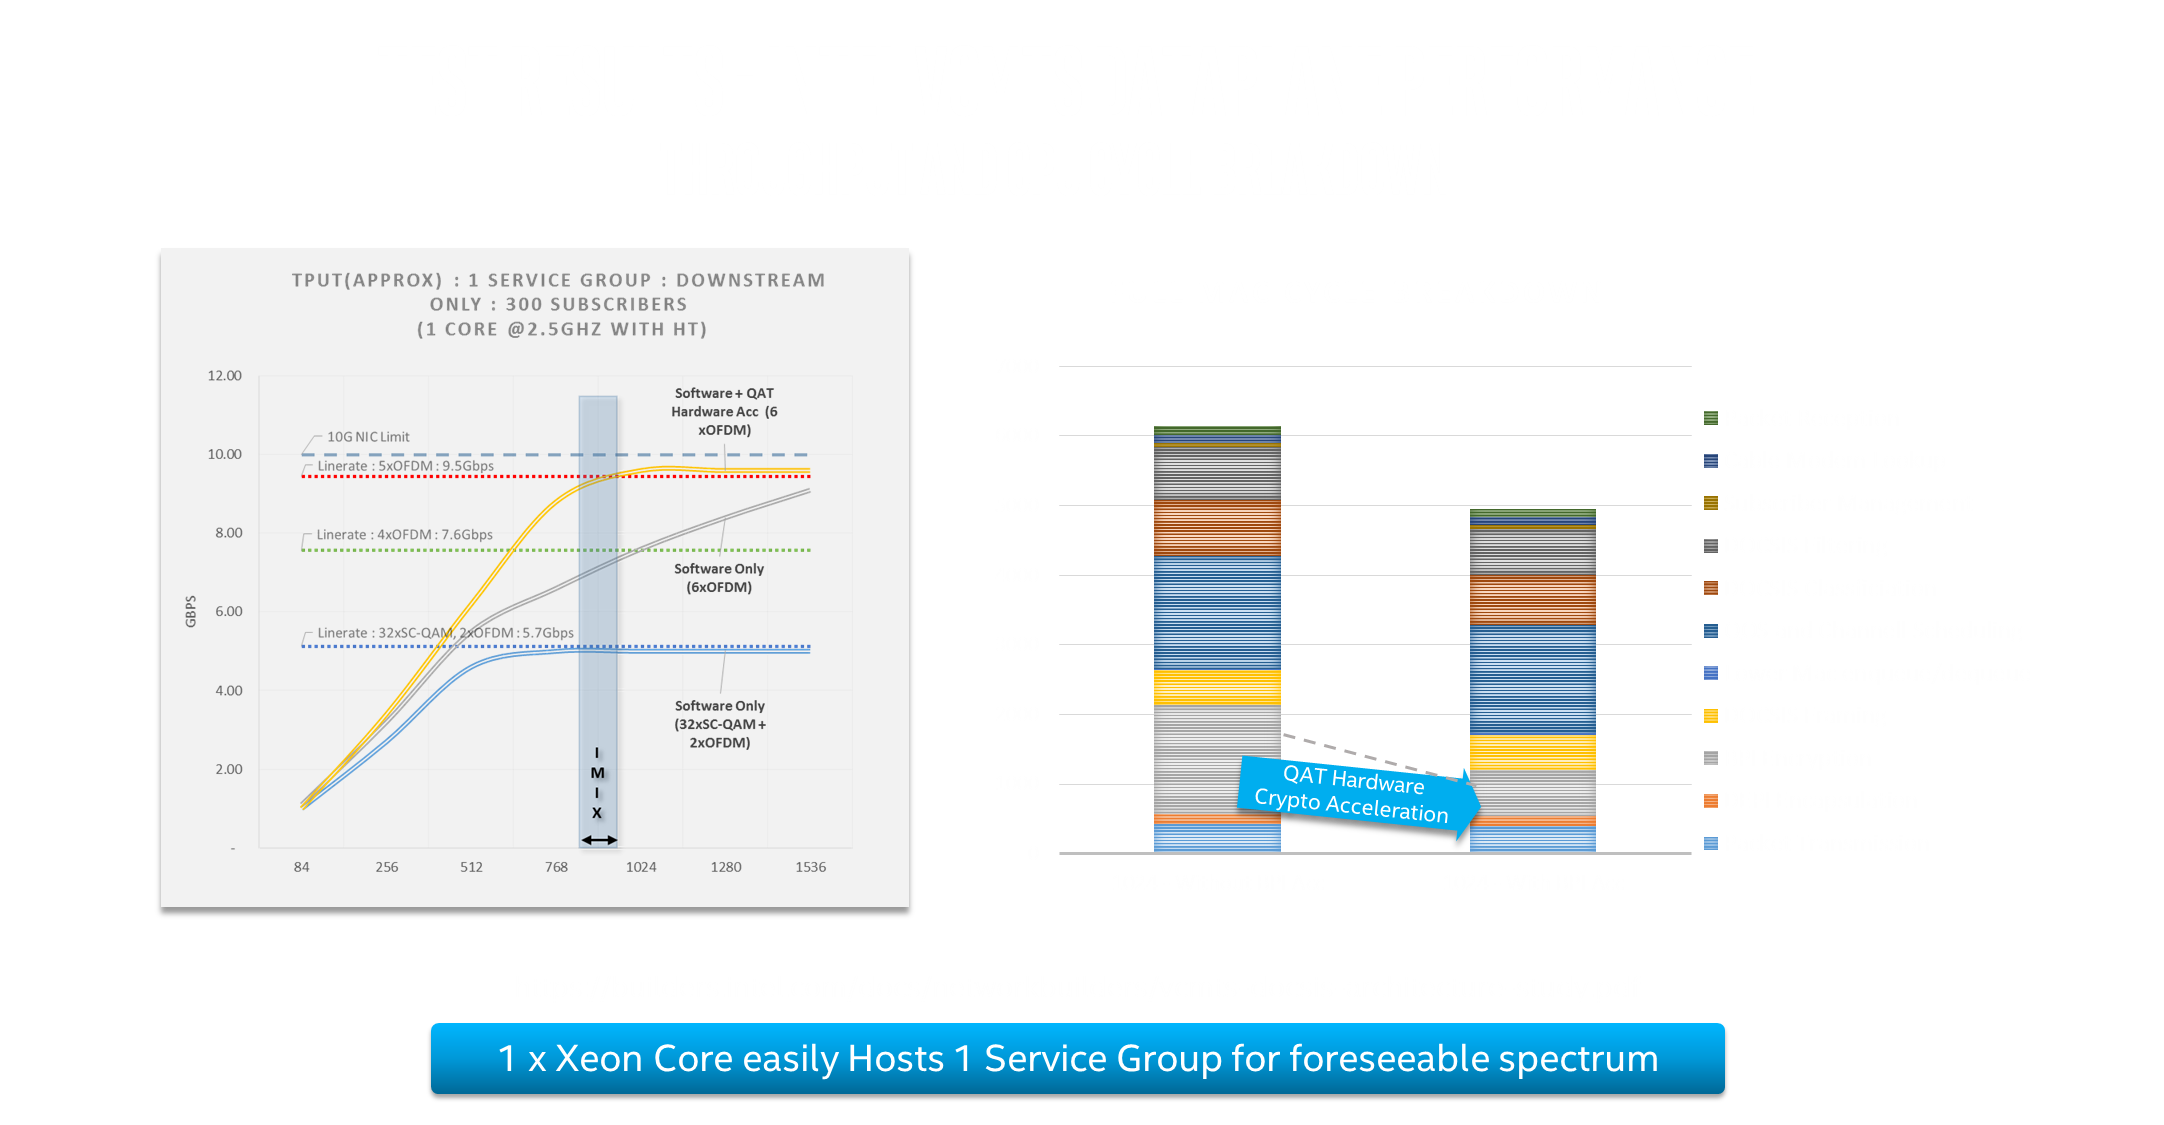 TPUT(APPROX) : 1 SERVICE GROUP : DOWNSTREAM
ONLY : 300 SUBSCRIBERS
(1 CORE @2.5GHZ WITH HT)
12.00
10.00
8.00
6.00
4.00
2.00
-
GBPS
10G NIC Limit
Linerate : 5xOFDM : 9.5Gbps
Linerate : 4xOFDM : 7.6Gbps
Linerate : 32xSC-QAM, 2xOFDM : 5.7Gbps
Software + QAT
Hardware Acc (6
xOFDM)
Software Only
(6xOFDM)
Software Only
(32xSC-QAM +
2xOFDM)
I
M
I
X
84 256 512 768 1024 1280 1536
QAT Hardware
Crypto Acceleration
1 x Xeon Core easily Hosts 1 Service Group for foreseeable spectrum